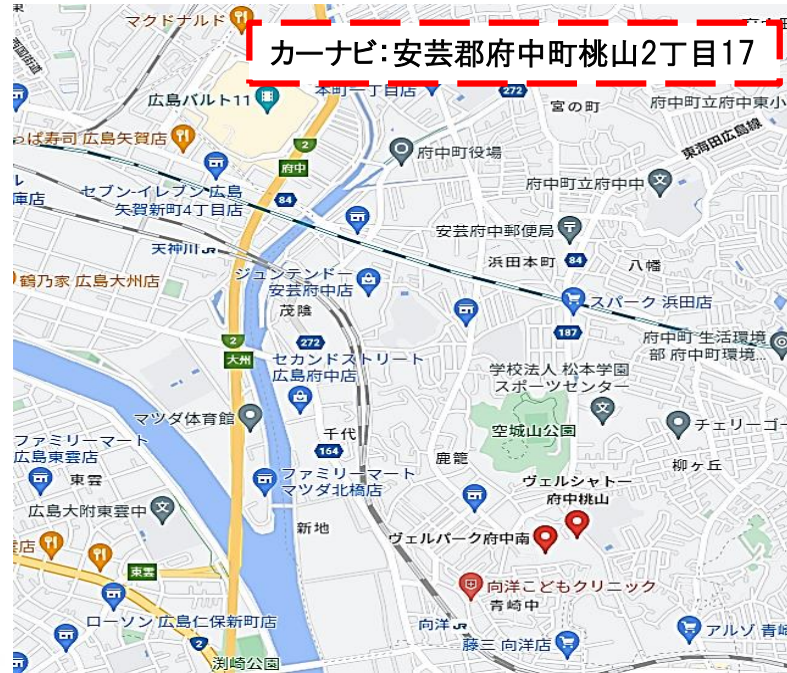 マクドナルド
カーナビ：安芸郡府中町桃山2丁目17
広島バルト11
本町一丁目店
272
宮の町
府中町立府中東小
っぱ寿司 広島矢賀店
2
府中
府中町役場
東海田広島線
セブン-イレブン 広島
矢賀新町4丁目店
84
府中町立府中中
安芸府中郵便局
天神川JR
浜田本町
84
八幡
鶴乃家 広島大州店
ジュンテンドー
安芸府中店
茂陰
スパーク 浜田店
187
2
大州
272
セカンドストリート
広島府中店
府中町 生活環境
部 府中町環境...
学校法人 松本学園
スポーツセンター
マツダ体育館
千代
164
空城山公園
チェリーゴー
ファミリーマート
広島東雲店
東雲
鹿籠
柳ヶ丘
ファミリーマート
マツダ北橋店
ヴェルシャトー
府中桃山
広島大附東雲中
新地
ヴェルパーク府中南
東雲
向洋こどもクリニック
青崎中
ローソン 広島仁保新町店
2
向洋JR
藤三 向洋店
アルゾ 青崎
渕崎公園